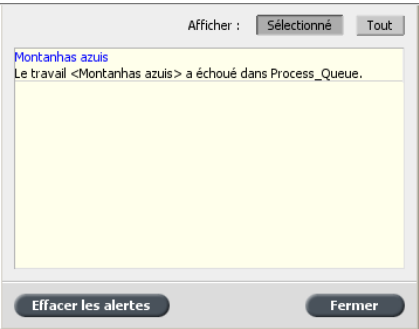 Afficher : Sélectionné Tout
Montanhas azuis
Le travail <Montanhas azuis> a échoué dans Process_Queue.
Effacer les alertes Fermer